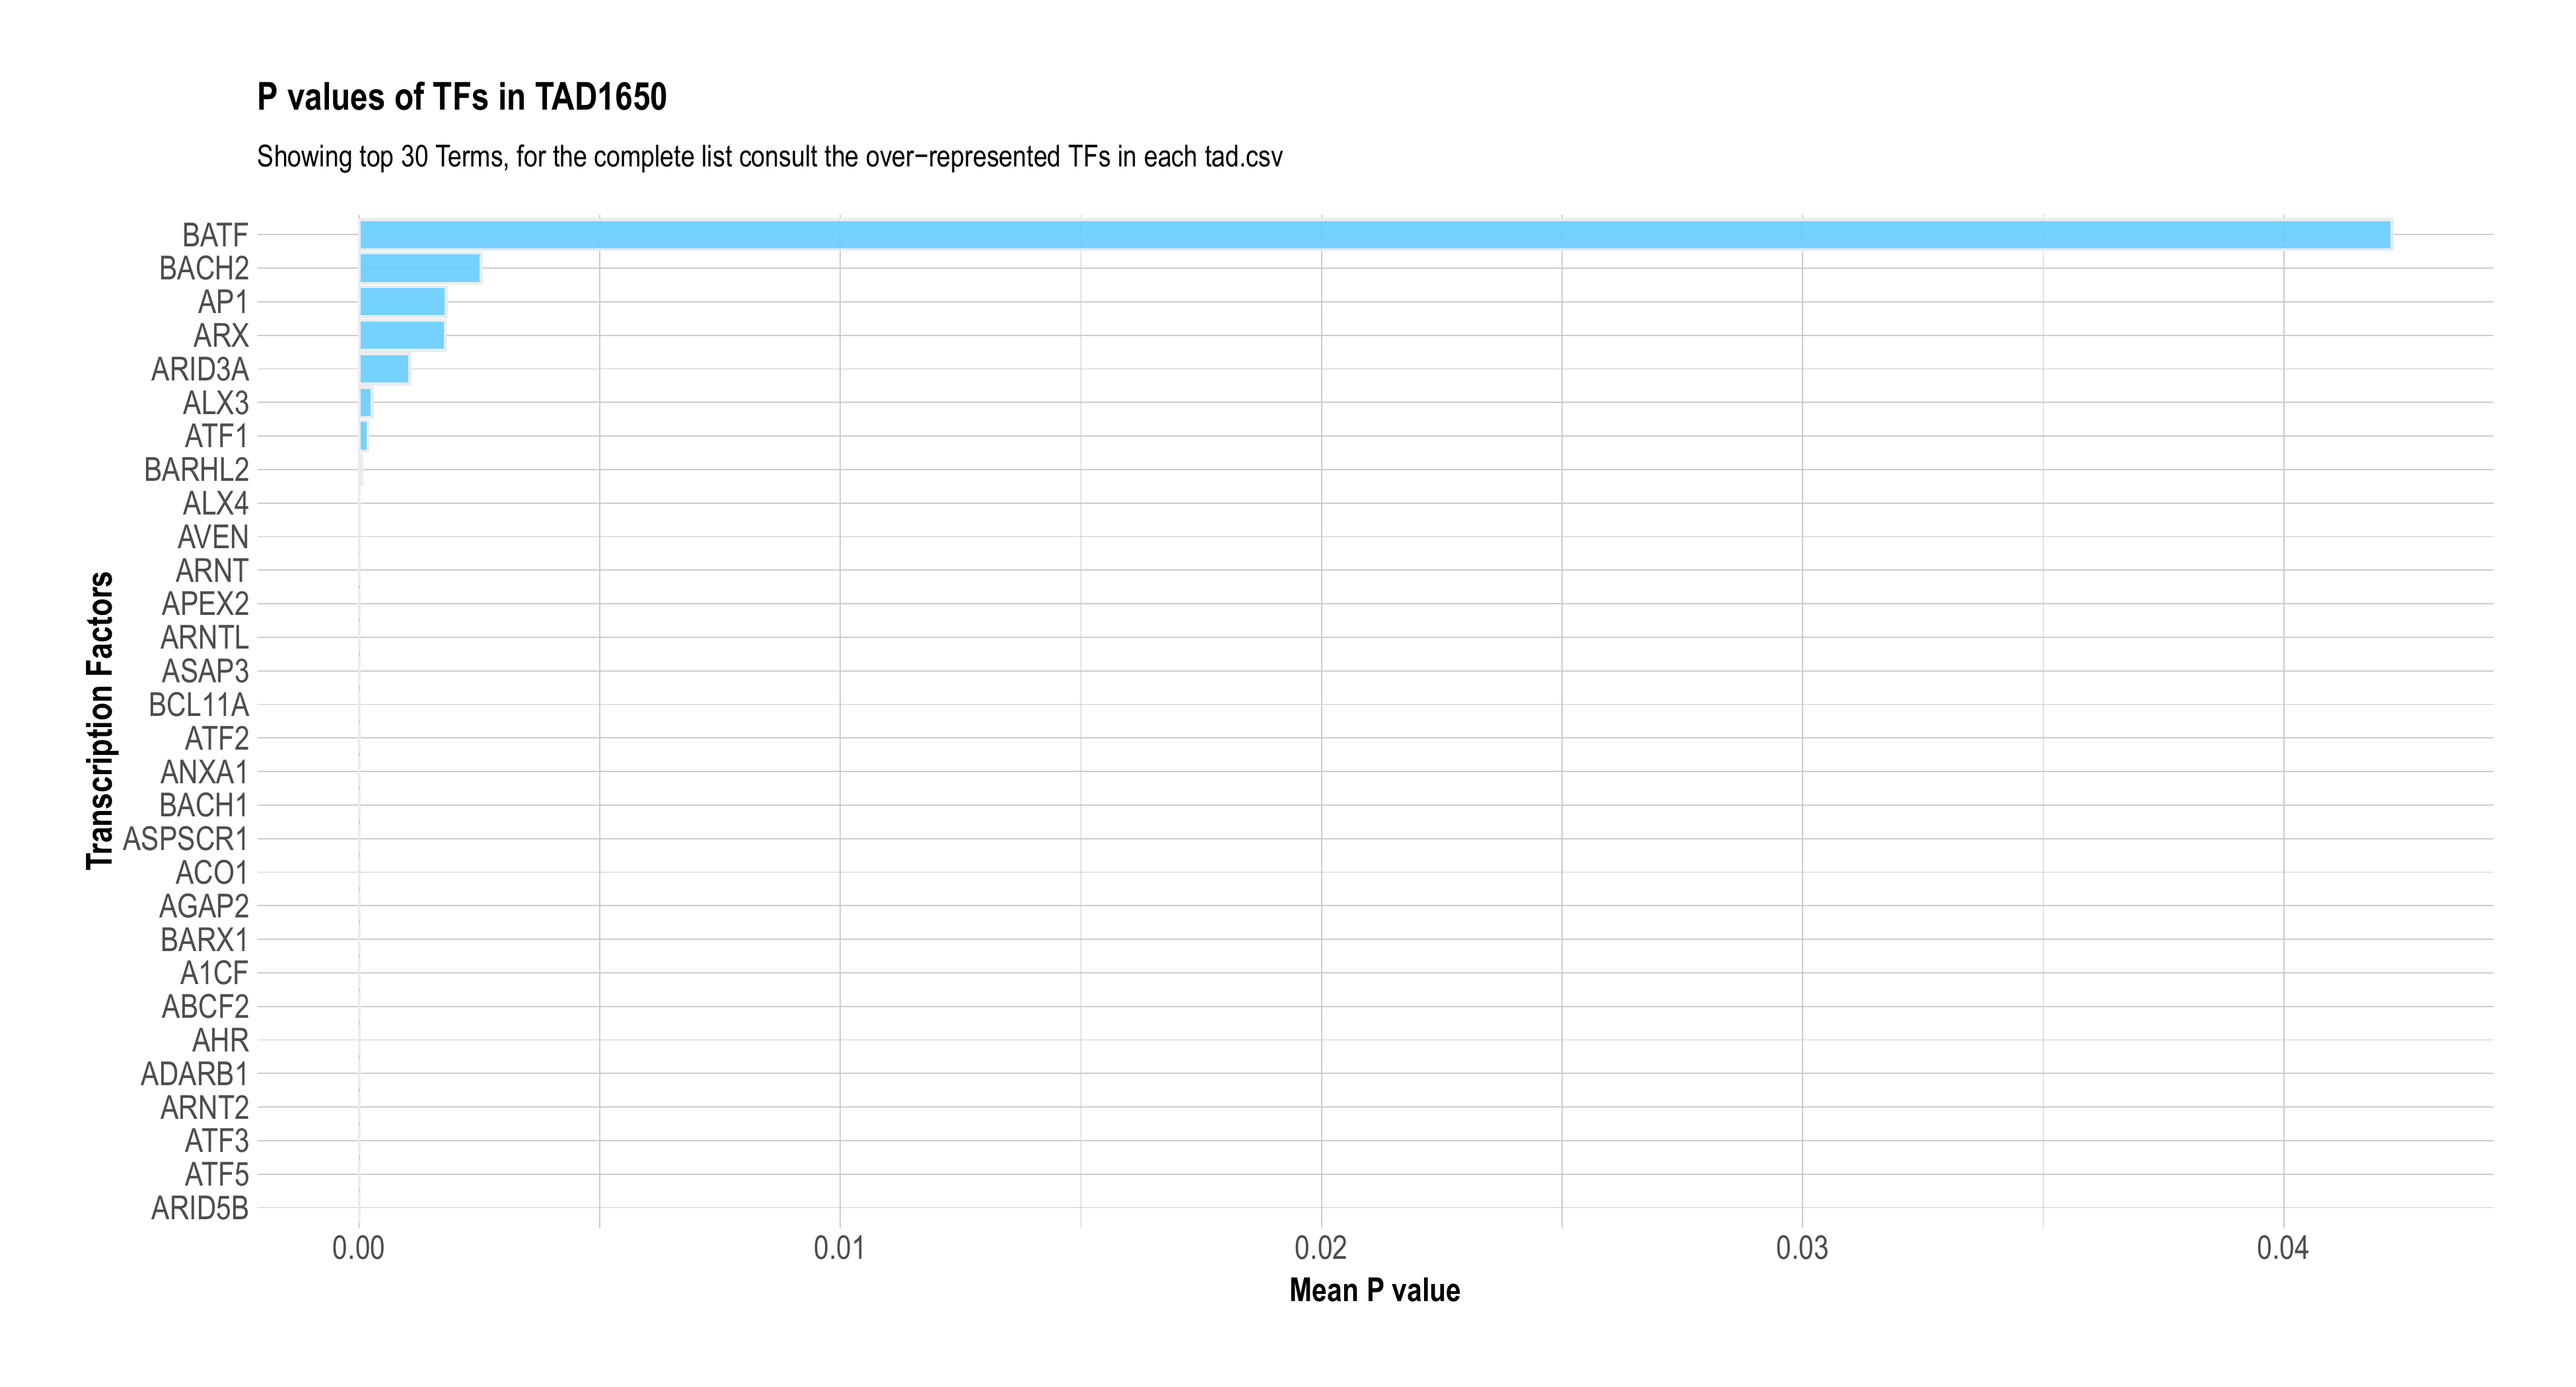 P values of TFs in TAD1650
Showing top 30 Terms, for the complete list consult the over−represented TFs in each tad.csv
Transcription Factors
BATF
BACH2
AP1
ARX
ARID3A
ALX3
ATF1
BARHL2
ALX4
AVEN
ARNT
APEX2
ARNTL
ASAP3
BCL11A
ATF2
ANXA1
BACH1
ASPSCR1
ACO1
AGAP2
BARX1
A1CF
ABCF2
AHR
ADARB1
ARNT2
ATF3
ATF5
ARID5B
0.00 0.01 0.02 0.03 0.04
Mean P value